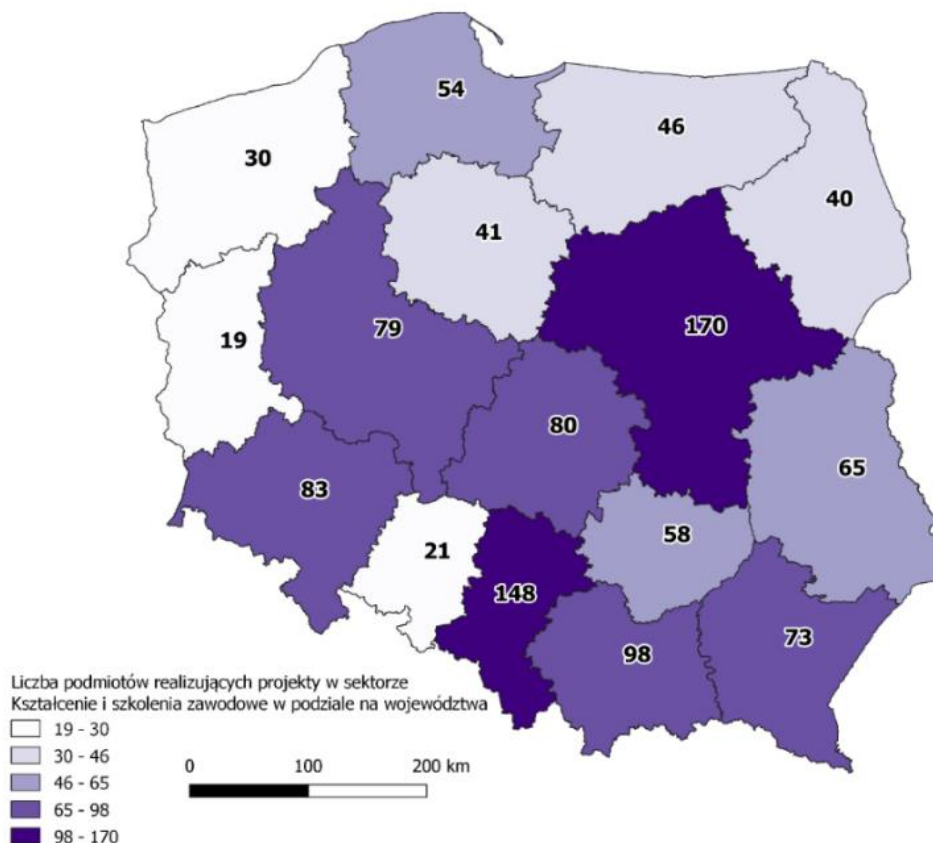 54
46
30
40
41
170
79
19
80
65
83
58
21
148
73
98
Liczba podmiotów realizujących projekty w sektorze
Kształcenie i szkolenia zawodowe w podziale na województwa
19 - 30
30 - 46
46 - 65
65 - 98
98 - 170
0 100 200 km